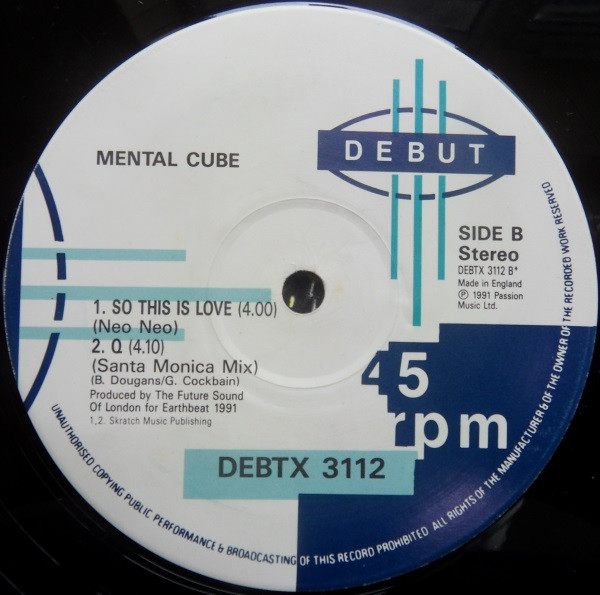 MENTAL CUBE
DEBUT
SIDE B
Stereo
DEBTX 3112 B*
Made in England
℗ 1991 Passion
Music Ltd.
1. SO THIS IS LOVE (4.00)
(Neo Neo)
2. Q (4.10)
(Santa Monica Mix)
(B. Dougans/G. Cockbain)
Produced by The Future Sound
Of London for Earthbeat 1991
1,2. Skratch Music Publishing
45
rpm
DEBTX 3112
UNAUTHORISED COPYING PUBLIC PERFORMANCE & BROADCASTING OF THIS RECORD PROHIBITED ALL RIGHTS OF THE MANUFACTURER & OF THE OWNER OF THE RECORDED WORK RESERVED